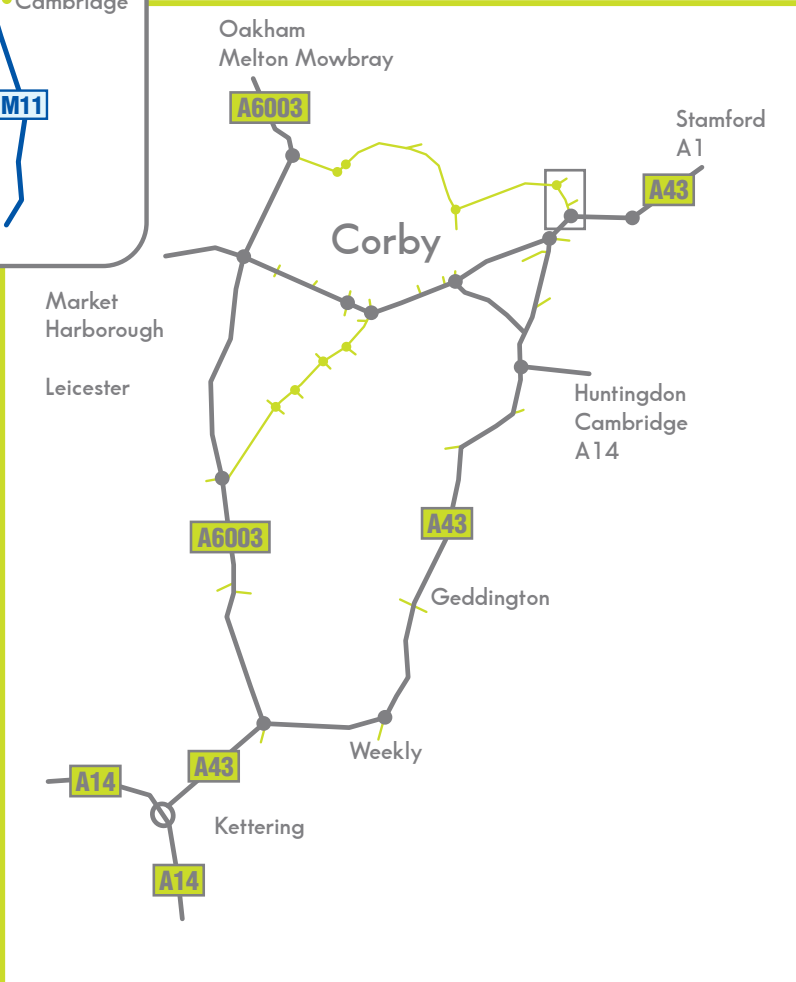 Cambridge
M11
Oakham
Melton Mowbray
A6003
Stamford
A1
A43
Corby
Market
Harborough
Leicester
Huntingdon
Cambridge
A14
A6003
A43
Geddington
Weekly
A43
A14
Kettering
A14